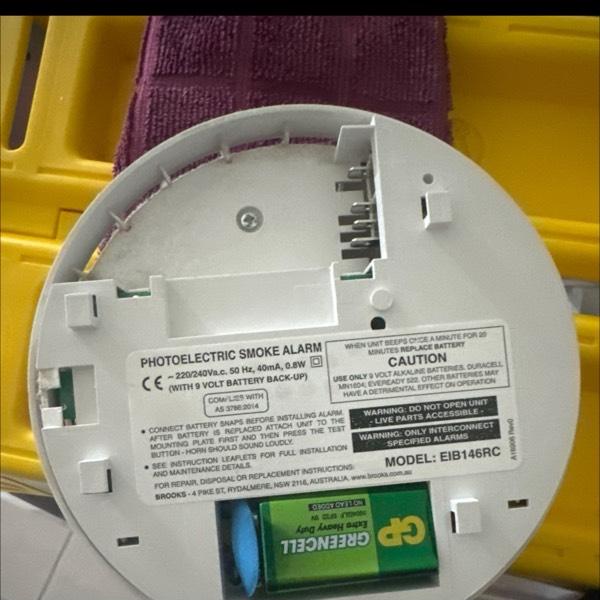 PHOTOELECTRIC SMOKE ALARM
CE ~ 220/240Va.c. 50 Hz, 40mA, 0.8W
(WITH 9 VOLT BATTERY BACK-UP)
COMPLIES WITH
AS 3786:2014
WHEN UNIT BEEPS ONCE A MINUTE FOR 20
MINUTES REPLACE BATTERY
CAUTION
USE ONLY 9 VOLT ALKALINE BATTERIES, DURACELL
MN1604; EVEREADY 522. OTHER BATTERIES MAY
HAVE A DETRIMENTAL EFFECT ON OPERATION
WARNING: DO NOT OPEN UNIT
- LIVE PARTS ACCESSIBLE -
WARNING: ONLY INTERCONNECT
SPECIFIED ALARMS
• CONNECT BATTERY SNAPS BEFORE INSTALLING ALARM.
AFTER BATTERY IS REPLACED ATTACH UNIT TO THE
MOUNTING PLATE FIRST AND THEN PRESS THE TEST
BUTTON - HORN SHOULD SOUND LOUDLY.
• SEE INSTRUCTION LEAFLETS FOR FULL INSTALLATION
AND MAINTENANCE DETAILS.
MODEL: EIB146RC
FOR REPAIR, DISPOSAL OR REPLACEMENT INSTRUCTIONS:
BROOKS - 4 PIKE ST, RYDALMERE, NSW 2116, AUSTRALIA. www.brooks.com.au
GP
Extra Heavy Duty
GREENCELL
NO LEAD ADDED